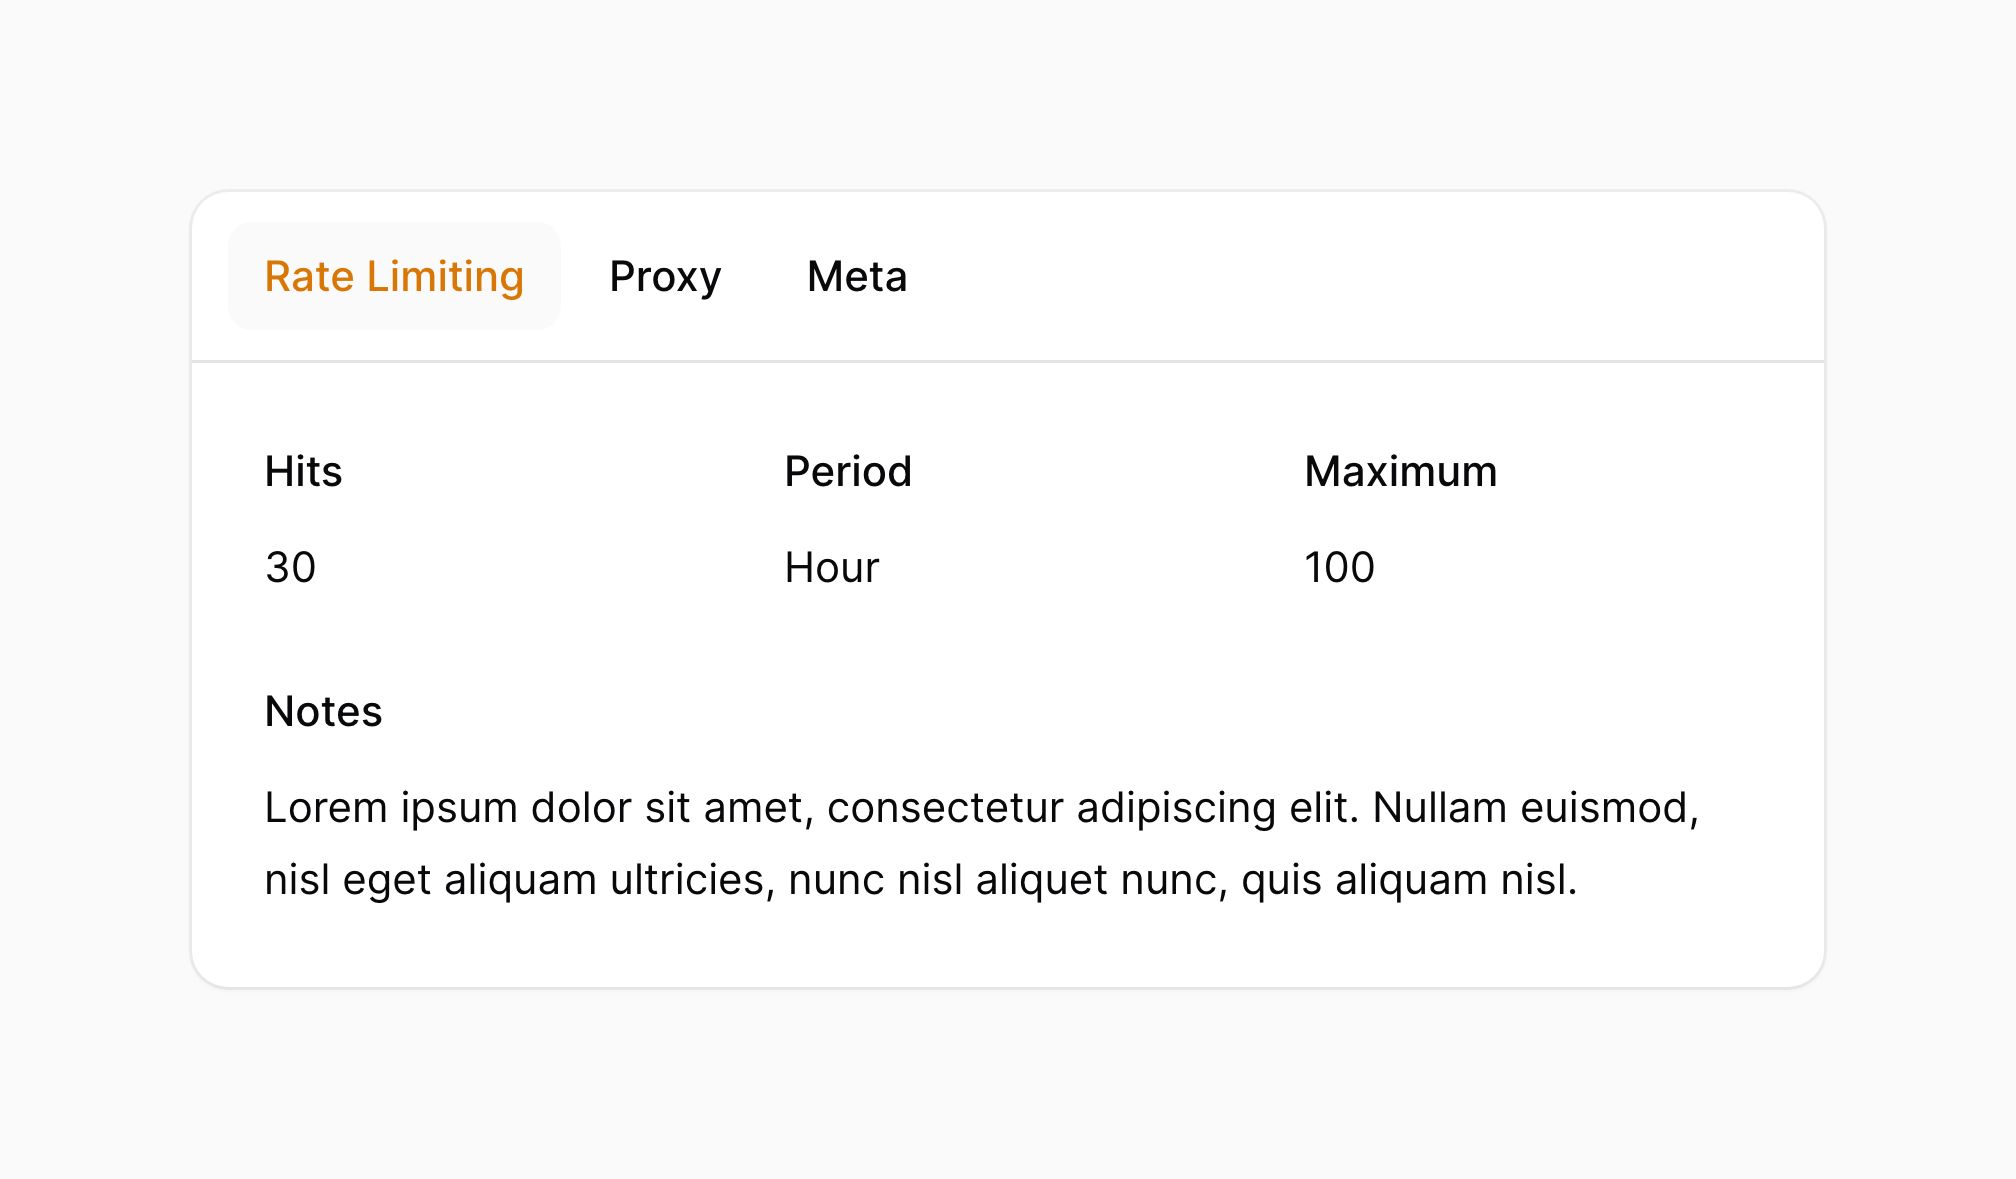 Rate Limiting Proxy Meta
Hits Period Maximum
30 Hour 100
Notes
Lorem ipsum dolor sit amet, consectetur adipiscing elit. Nullam euismod,
nisl eget aliquam ultricies, nunc nisl aliquet nunc, quis aliquam nisl.